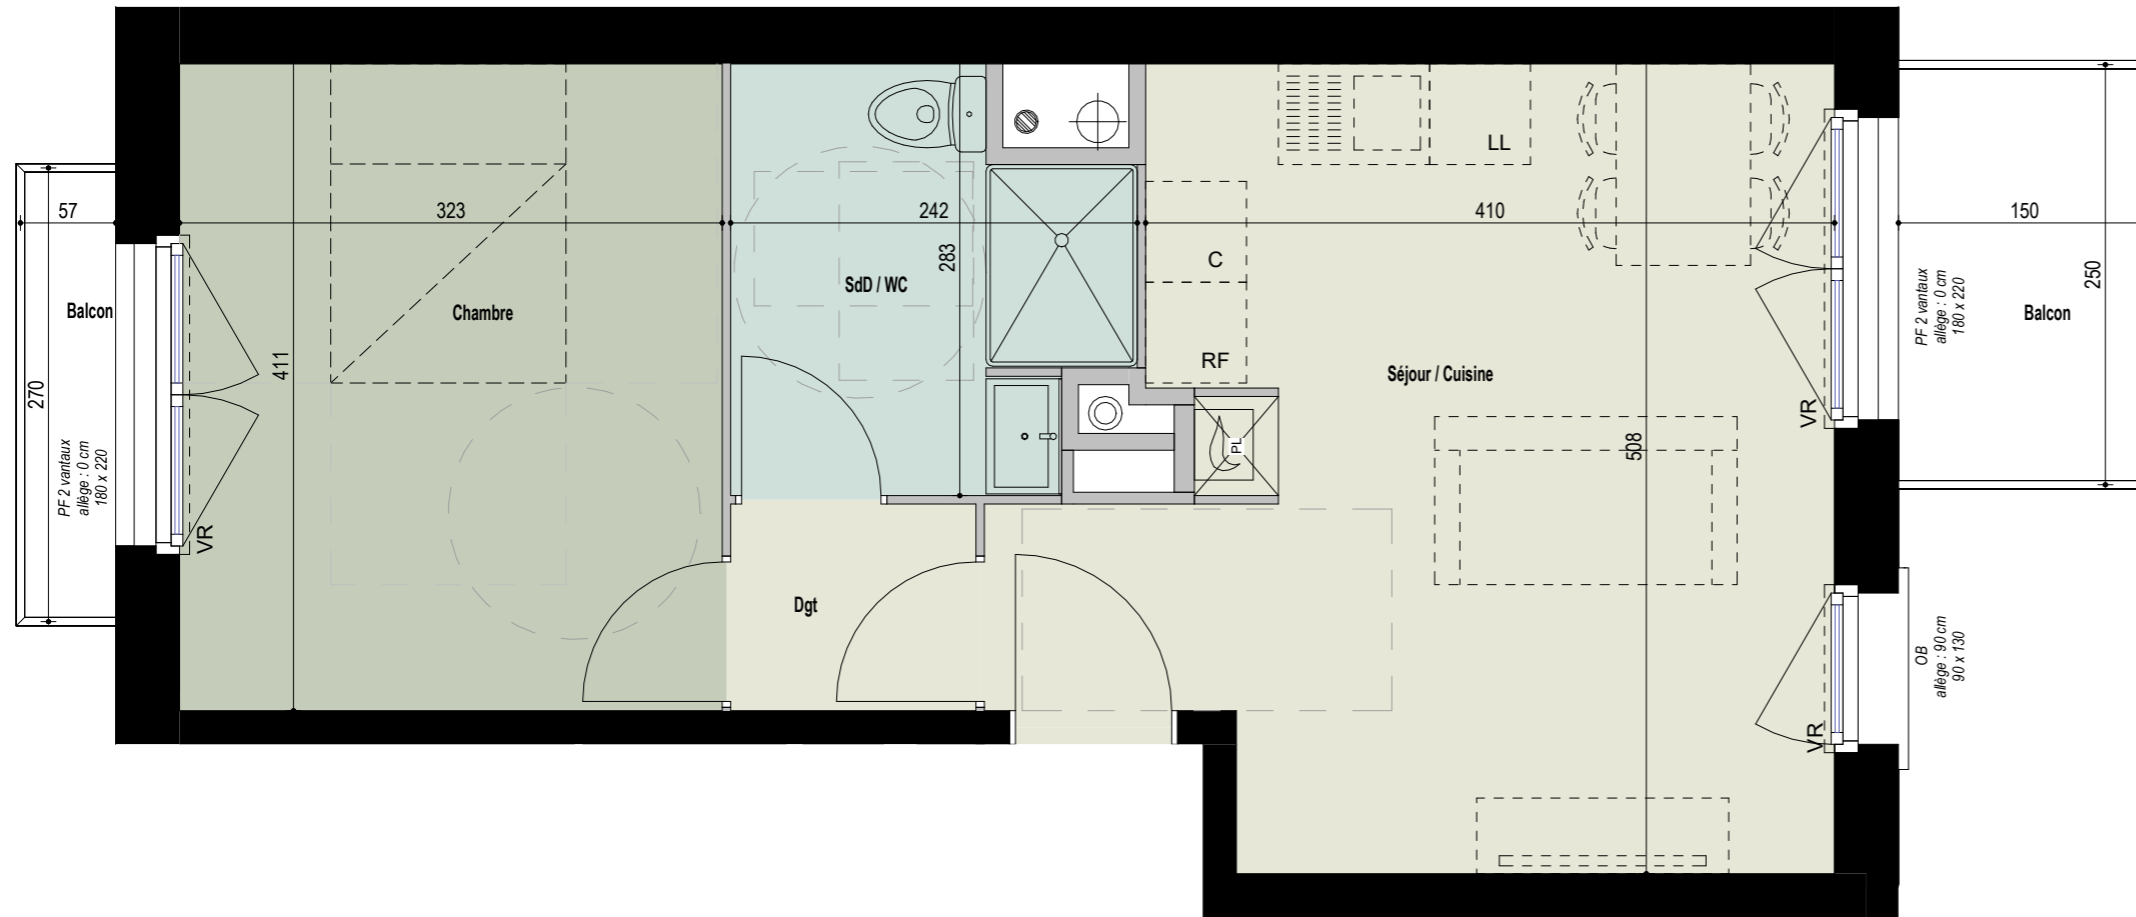 57
323
242
410
150
Balcon
270
PF 2 vantaux
allège : 0 cm
180 x 220
VR
411
Chambre
283
SdD / WC
LL
C
RF
PL
Séjour / Cuisine
508
Dgt
VR
VR
PF 2 vantaux
allège : 0 cm
180 x 220
Balcon
250
OB
allège : 90 cm
90 x 130